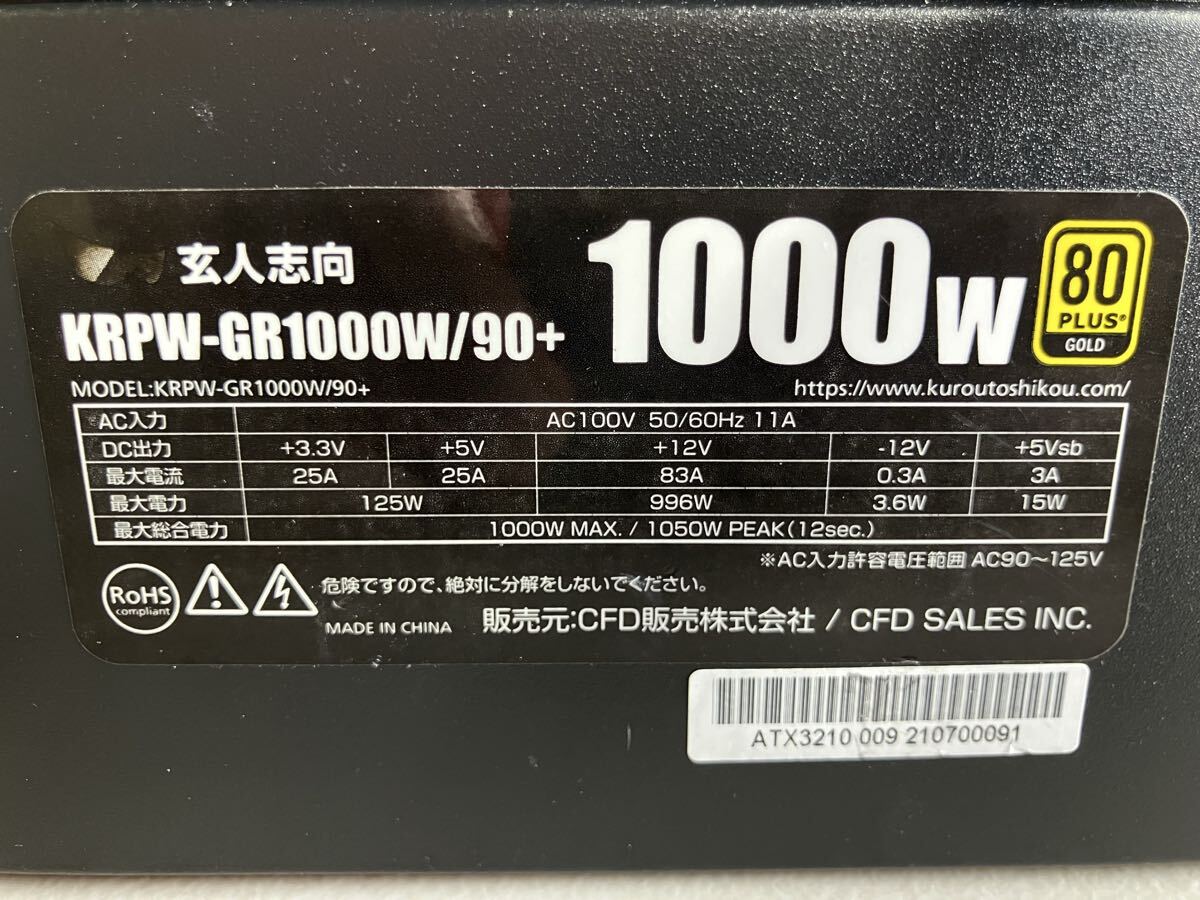 玄人志向
KRPW-GR1000W/90+
1000W
80
PLUS®
GOLD
MODEL:KRPW-GR1000W/90+
https://www.kuroutoshikou.com/
AC入力 AC100V 50/60Hz 11A
DC出力 +3.3V +5V +12V -12V +5Vsb
最大電流 25A 25A 83A 0.3A 3A
最大電力 125W 996W 3.6W 15W
最大総合電力 1000W MAX. / 1050W PEAK(12sec.)
※AC入力許容電圧範囲 AC90～125V
RoHS
compliant
危険ですので、絶対に分解をしないでください。
MADE IN CHINA
販売元:CFD販売株式会社 / CFD SALES INC.
ATX3210 009 210700091